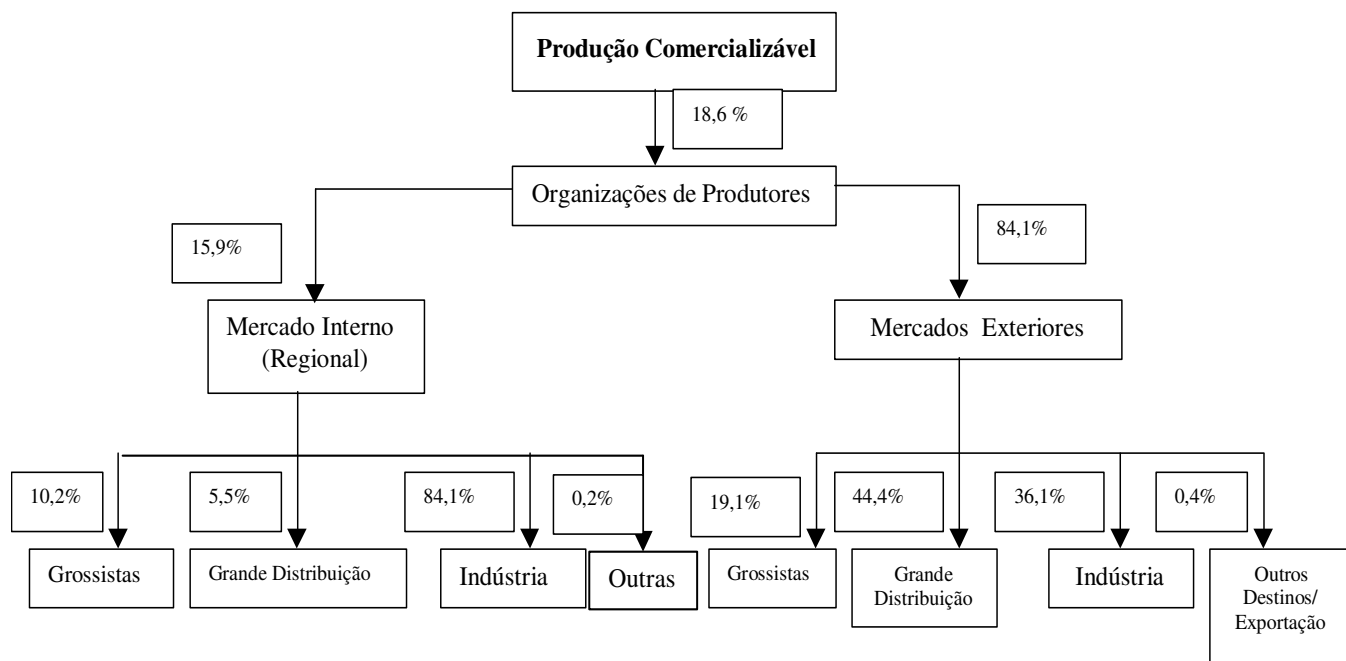 Produção Comercializável
18,6 %
Organizações de Produtores
15,9%
84,1%
Mercado Interno
(Regional)
Mercados Exteriores
10,2%
5,5%
84,1%
0,2%
19,1%
44,4%
36,1%
0,4%
Grossistas
Grande Distribuição
Indústria
Outras
Grossistas
Grande
Distribuição
Indústria
Outros
Destinos/
Exportação